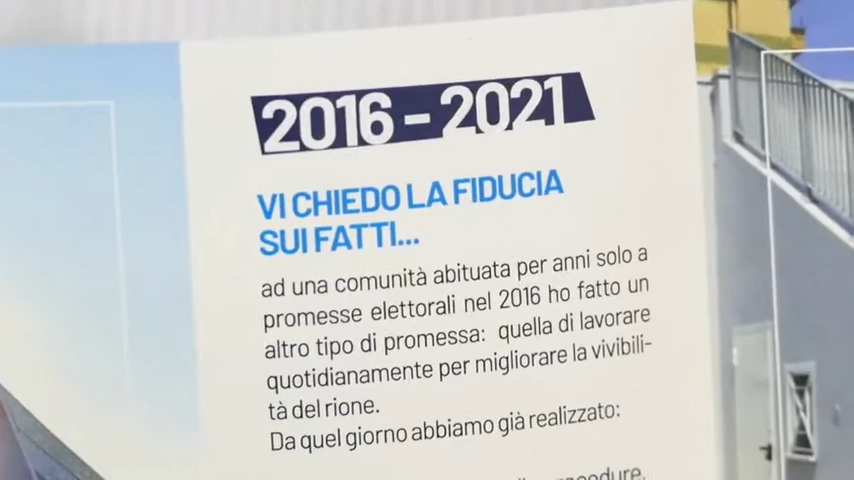 2016 - 2021
VI CHIEDO LA FIDUCIA
SUI FATTI...
ad una comunità abituata per anni solo a
promesse elettorali nel 2016 ho fatto un
altro tipo di promessa: quella di lavorare
quotidianamente per migliorare la vivibili-
tà del rione.
Da quel giorno abbiamo già realizzato: